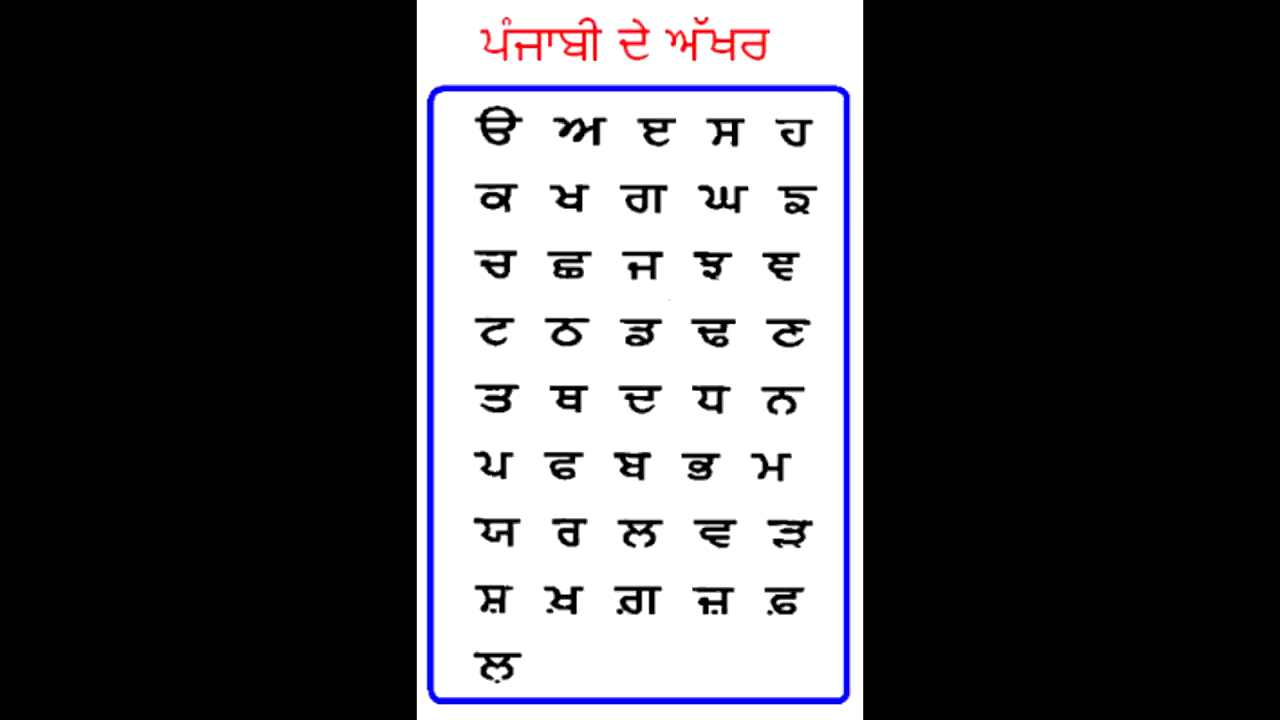 ਪੰਜਾਬੀ ਦੇ ਅੱਖਰ
ੳ ਅ ੲ ਸ ਹ
ਕ ਖ ਗ ਘ ਙ
ਚ ਛ ਜ ਝ ਞ
ਟ ਠ ਡ ਢ ਣ
ਤ ਥ ਦ ਧ ਨ
ਪ ਫ ਬ ਭ ਮ
ਯ ਰ ਲ ਵ ੜ
ਸ਼ ਖ਼ ਗ਼ ਜ਼ ਫ਼
ਲ਼